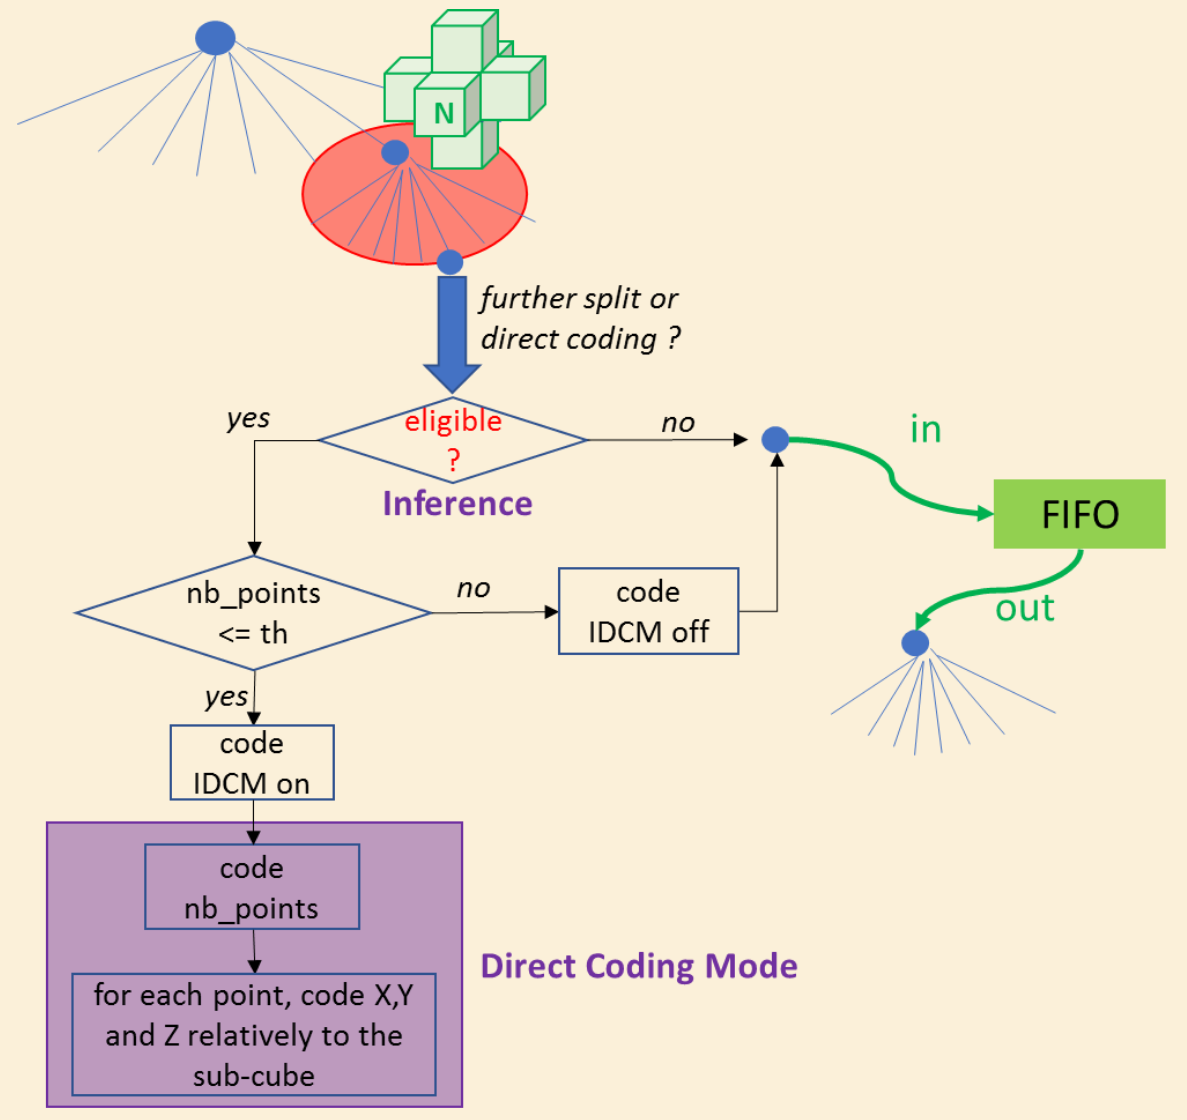 N
further split or
direct coding ?
yes
eligible
?
no
in
Inference
FIFO
nb_points
<= th
no
code
IDCM off
out
yes
code
IDCM on
code
nb_points
Direct Coding Mode
for each point, code X,Y
and Z relatively to the
sub-cube